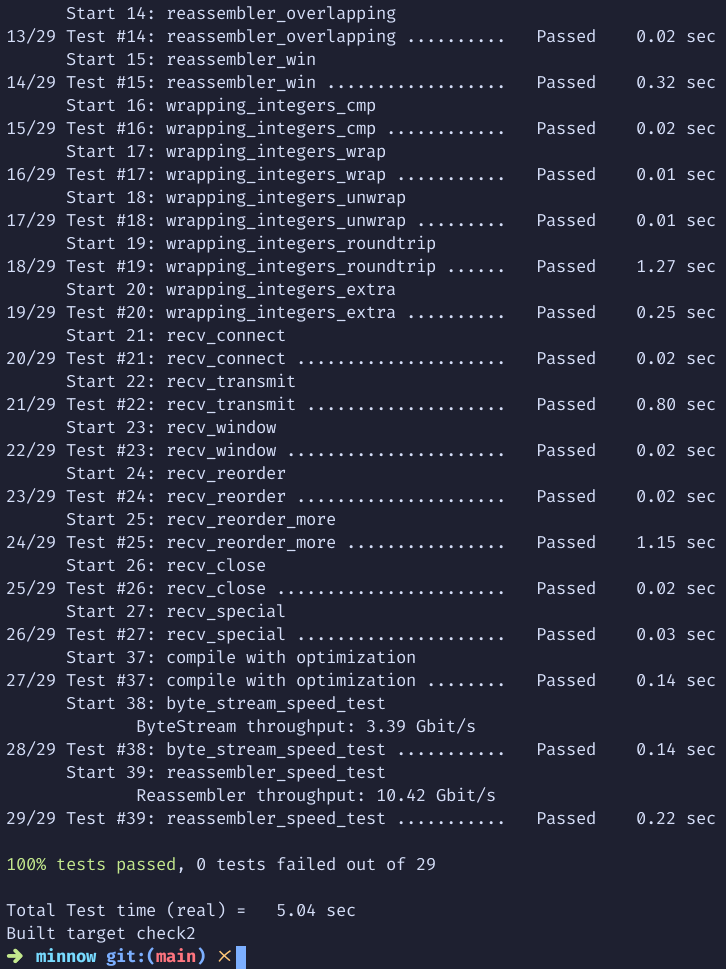 Start 14: reassembler_overlapping
13/29 Test #14: reassembler_overlapping ..........   Passed    0.02 sec
      Start 15: reassembler_win
14/29 Test #15: reassembler_win ..................   Passed    0.32 sec
      Start 16: wrapping_integers_cmp
15/29 Test #16: wrapping_integers_cmp ............   Passed    0.02 sec
      Start 17: wrapping_integers_wrap
16/29 Test #17: wrapping_integers_wrap ...........   Passed    0.01 sec
      Start 18: wrapping_integers_unwrap
17/29 Test #18: wrapping_integers_unwrap .........   Passed    0.01 sec
      Start 19: wrapping_integers_roundtrip
18/29 Test #19: wrapping_integers_roundtrip ......   Passed    1.27 sec
      Start 20: wrapping_integers_extra
19/29 Test #20: wrapping_integers_extra ..........   Passed    0.25 sec
      Start 21: recv_connect
20/29 Test #21: recv_connect .....................   Passed    0.02 sec
      Start 22: recv_transmit
21/29 Test #22: recv_transmit ....................   Passed    0.80 sec
      Start 23: recv_window
22/29 Test #23: recv_window ......................   Passed    0.02 sec
      Start 24: recv_reorder
23/29 Test #24: recv_reorder .....................   Passed    0.02 sec
      Start 25: recv_reorder_more
24/29 Test #25: recv_reorder_more ................   Passed    1.15 sec
      Start 26: recv_close
25/29 Test #26: recv_close .......................   Passed    0.02 sec
      Start 27: recv_special
26/29 Test #27: recv_special .....................   Passed    0.03 sec
      Start 37: compile with optimization
27/29 Test #37: compile with optimization ........   Passed    0.14 sec
      Start 38: byte_stream_speed_test
             ByteStream throughput: 3.39 Gbit/s
28/29 Test #38: byte_stream_speed_test ...........   Passed    0.14 sec
      Start 39: reassembler_speed_test
             Reassembler throughput: 10.42 Gbit/s
29/29 Test #39: reassembler_speed_test ...........   Passed    0.22 sec
100% tests passed, 0 tests failed out of 29
Total Test time (real) =   5.04 sec
Built target check2
➜ minnow git:(main) ✗